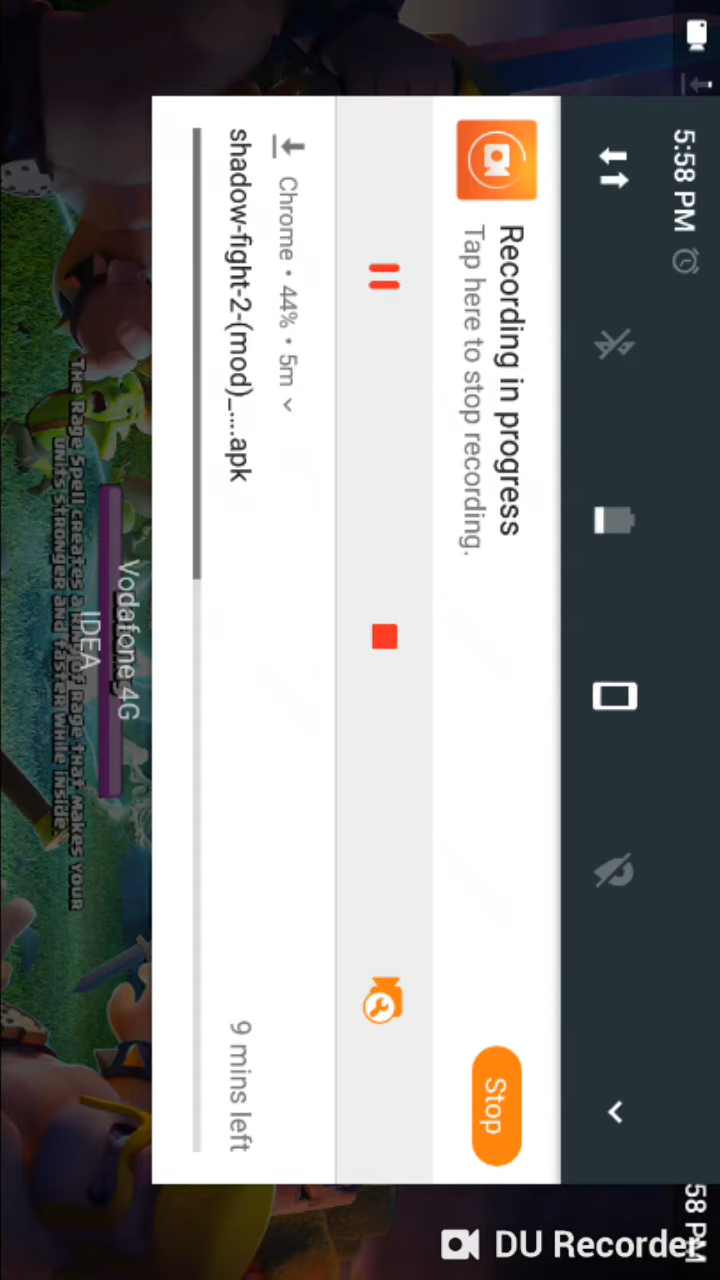 5:58 PM
Recording in progress
Tap here to stop recording.
Stop
Chrome • 44% • 5m
shadow-fight-2-(mod)_....apk
9 mins left
Vodafone 4G
IDEA
The Rage Spell creates a ring of rage that makes your
units stronger and faster while inside.
58 PM
DU Recorder